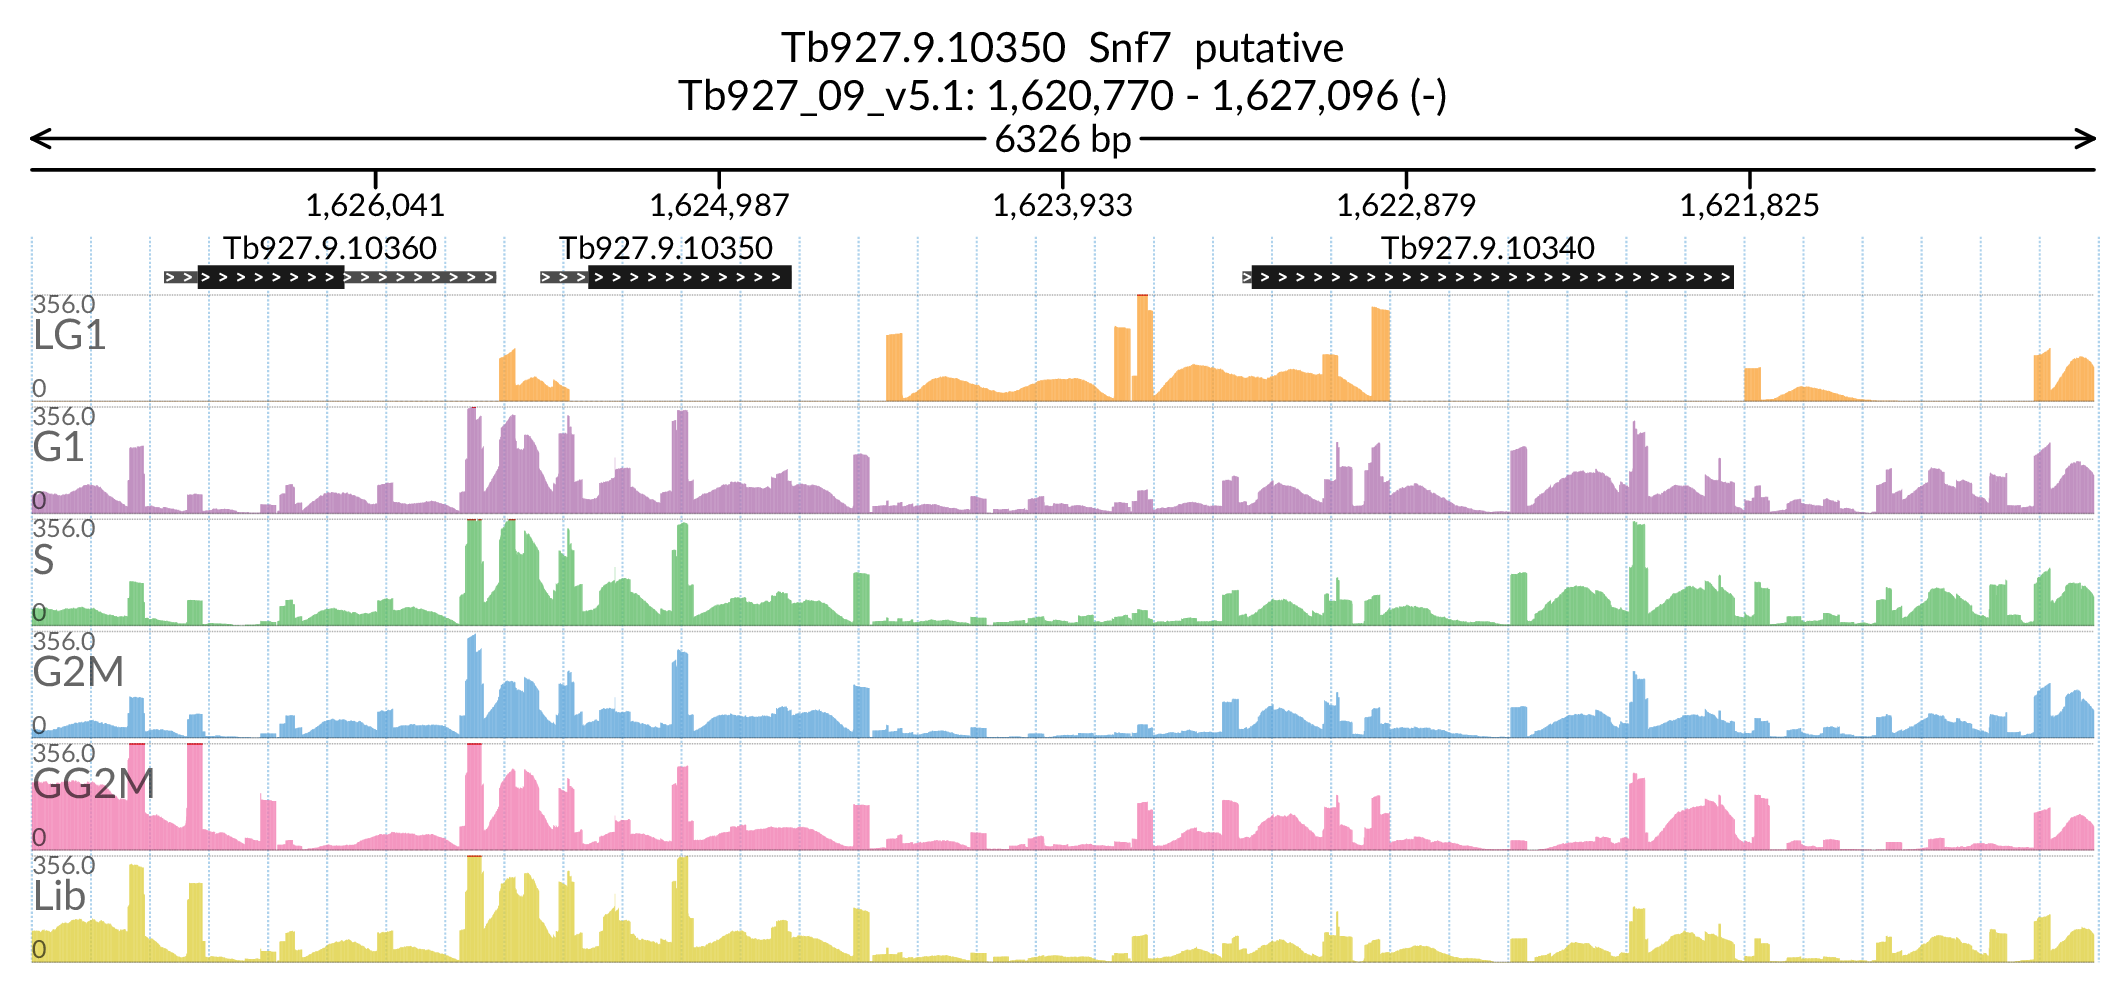 Tb927.9.10350 Snf7 putative
Tb927_09_v5.1: 1,620,770 - 1,627,096 (-)
6326 bp
1,626,041 1,624,987 1,623,933 1,622,879 1,621,825
Tb927.9.10360 Tb927.9.10350 Tb927.9.10340
356.0
LG1
0
356.0
G1
0
356.0
S
0
356.0
G2M
0
356.0
GG2M
0
356.0
Lib
0